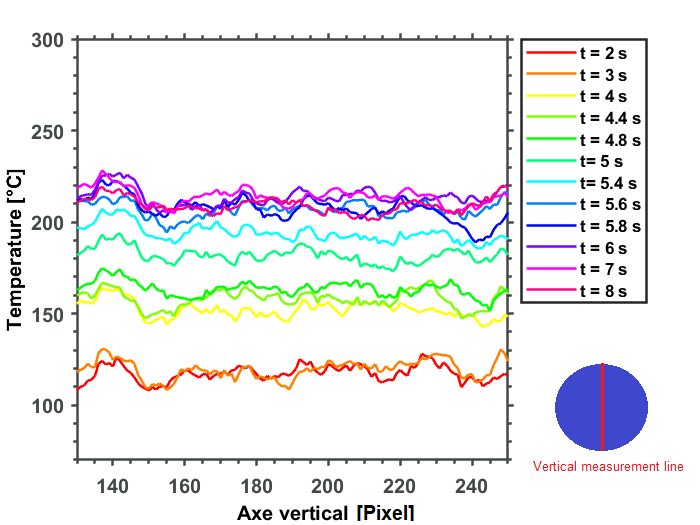 300
250
200
150
100
Temperature [°C]
140 160 180 200 220 240
Axe vertical [Pixel]
t = 2 s
t = 3 s
t = 4 s
t = 4.4 s
t = 4.8 s
t= 5 s
t= 5.4 s
t = 5.6 s
t = 5.8 s
t = 6 s
t = 7 s
t = 8 s
Vertical measurement line